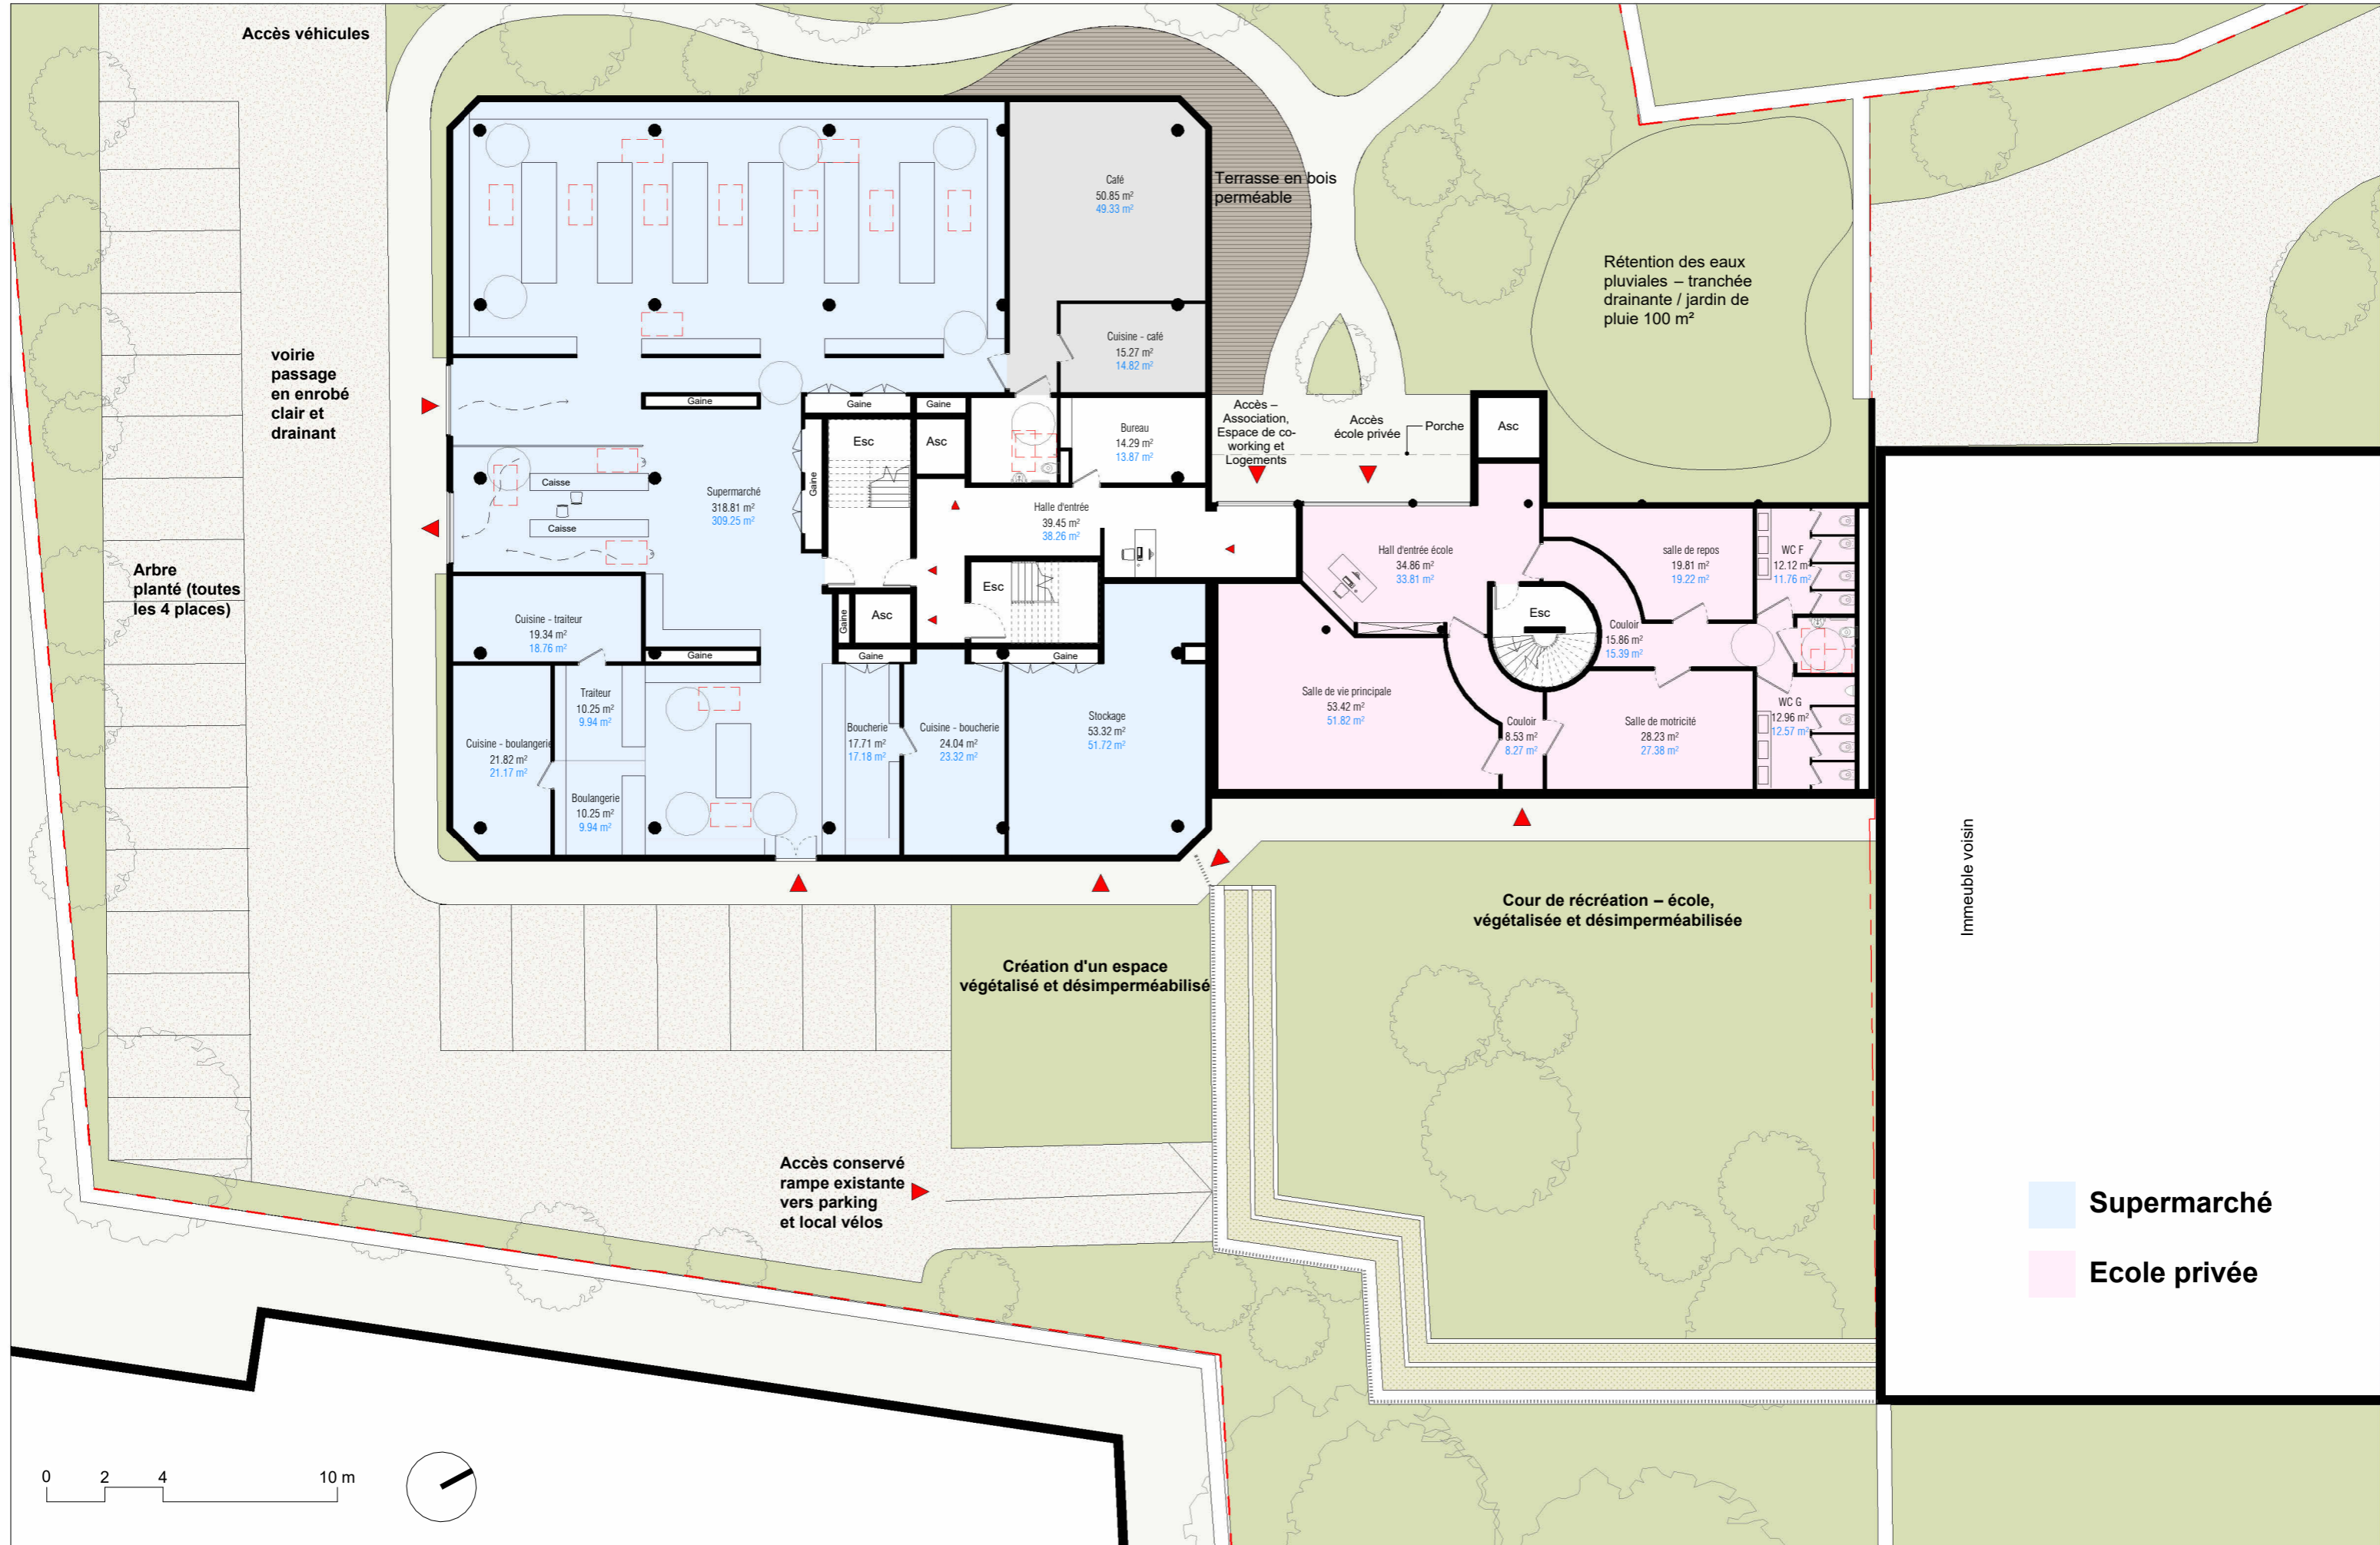 Accès véhicules
voirie
passage
en enrobé
clair et
drainant
Arbre
planté (toutes
les 4 places)
Café
50.85 m²
49.33 m²
Terrasse en bois
perméable
Cuisine - café
15.27 m²
14.82 m²
Rétention des eaux
pluviales – tranchée
drainante / jardin de
pluie 100 m²
Gaine
Gaine
Gaine
Gaine
Esc
Asc
Bureau
14.29 m²
13.87 m²
Accès –
Association,
Espace de co-
working et
Logements
Accès
école privée
Porche
Asc
Caisse
Caisse
Supermarché
318.81 m²
309.25 m²
Halle d'entrée
39.45 m²
38.26 m²
Esc
Gaine
Asc
Gaine
Gaine
Gaine
Hall d'entrée école
34.86 m²
33.81 m²
salle de repos
19.81 m²
19.22 m²
WC F
12.12 m²
11.76 m²
Esc
Couloir
15.86 m²
15.39 m²
Cuisine - traiteur
19.34 m²
18.76 m²
Traiteur
10.25 m²
9.94 m²
Cuisine - boulangerie
21.82 m²
21.17 m²
Boulangerie
10.25 m²
9.94 m²
Boucherie
17.71 m²
17.18 m²
Cuisine - boucherie
24.04 m²
23.32 m²
Stockage
53.32 m²
51.72 m²
Salle de vie principale
53.42 m²
51.82 m²
Couloir
8.53 m²
8.27 m²
Salle de motricité
28.23 m²
27.38 m²
WC G
12.96 m²
12.57 m²
Immeuble voisin
Cour de récréation – école,
végétalisée et désimperméabilisée
Création d'un espace
végétalisé et désimperméabilisé
Accès conservé
rampe existante
vers parking
et local vélos
Supermarché
Ecole privée
0 2 4 10 m